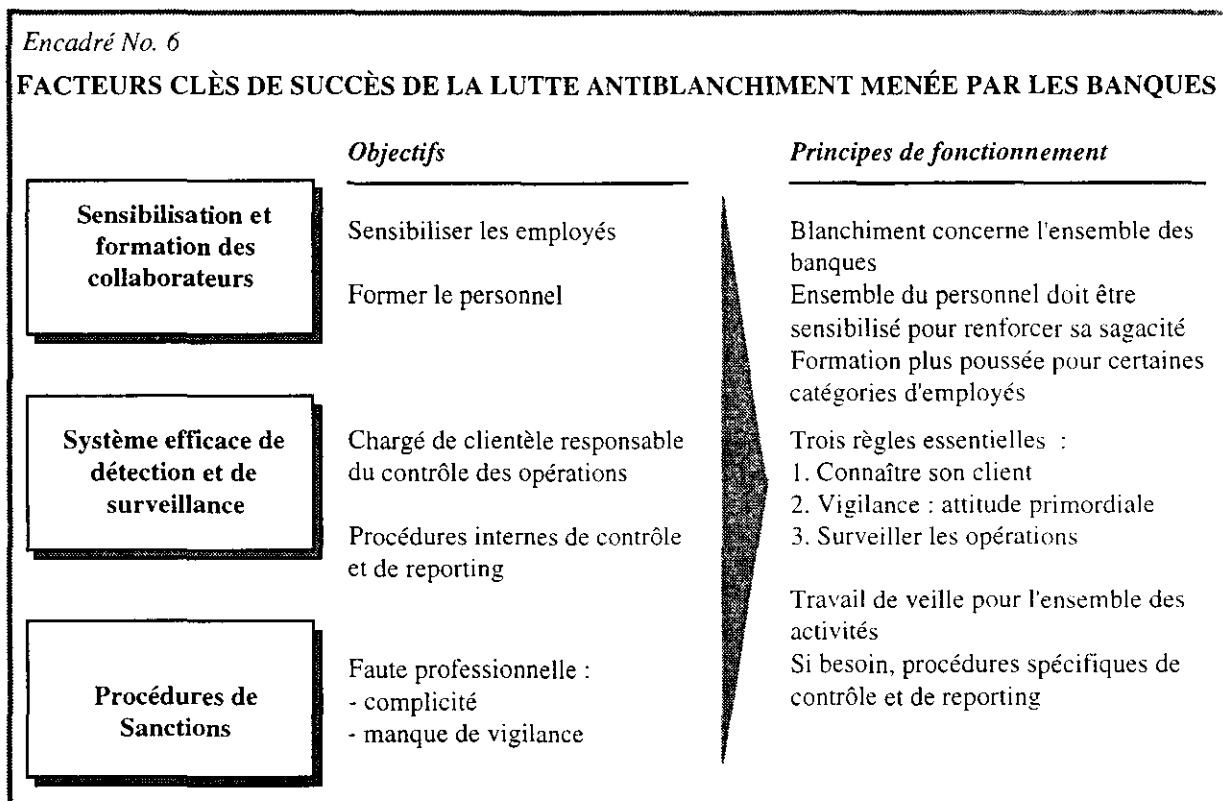 Encadré No. 6
FACTEURS CLÈS DE SUCCÈS DE LA LUTTE ANTIBLANCHIMENT MENÉE PAR LES BANQUES
Objectifs
Principes de fonctionnement
Sensibilisation et
formation des
collaborateurs
Sensibiliser les employés
Former le personnel
Blanchiment concerne l'ensemble des
banques
Ensemble du personnel doit être
sensibilisé pour renforcer sa sagacité
Formation plus poussée pour certaines
catégories d'employés
Système efficace de
détection et de
surveillance
Chargé de clientèle responsable
du contrôle des opérations
Procédures internes de contrôle
et de reporting
Trois règles essentielles :
1. Connaître son client
2. Vigilance : attitude primordiale
3. Surveiller les opérations
Travail de veille pour l'ensemble des
activités
Si besoin, procédures spécifiques de
contrôle et de reporting
Procédures de
Sanctions
Faute professionnelle :
- complicité
- manque de vigilance